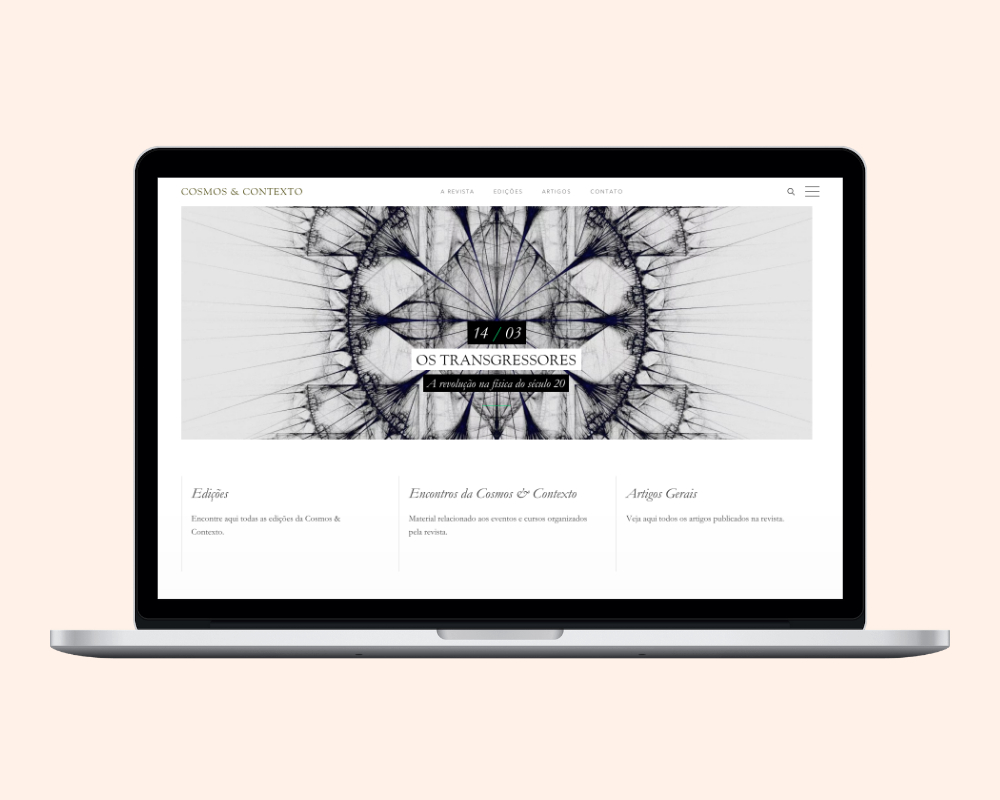 COSMOS & CONTEXTO
A REVISTA EDIÇÕES ARTIGOS CONTATO
14 / 03
OS TRANSGRESSORES
A revolução na física do século 20
Edições
Encontre aqui todas as edições da Cosmos &
Contexto.
Encontros da Cosmos & Contexto
Material relacionado aos eventos e cursos organizados
pela revista.
Artigos Gerais
Veja aqui todos os artigos publicados na revista.